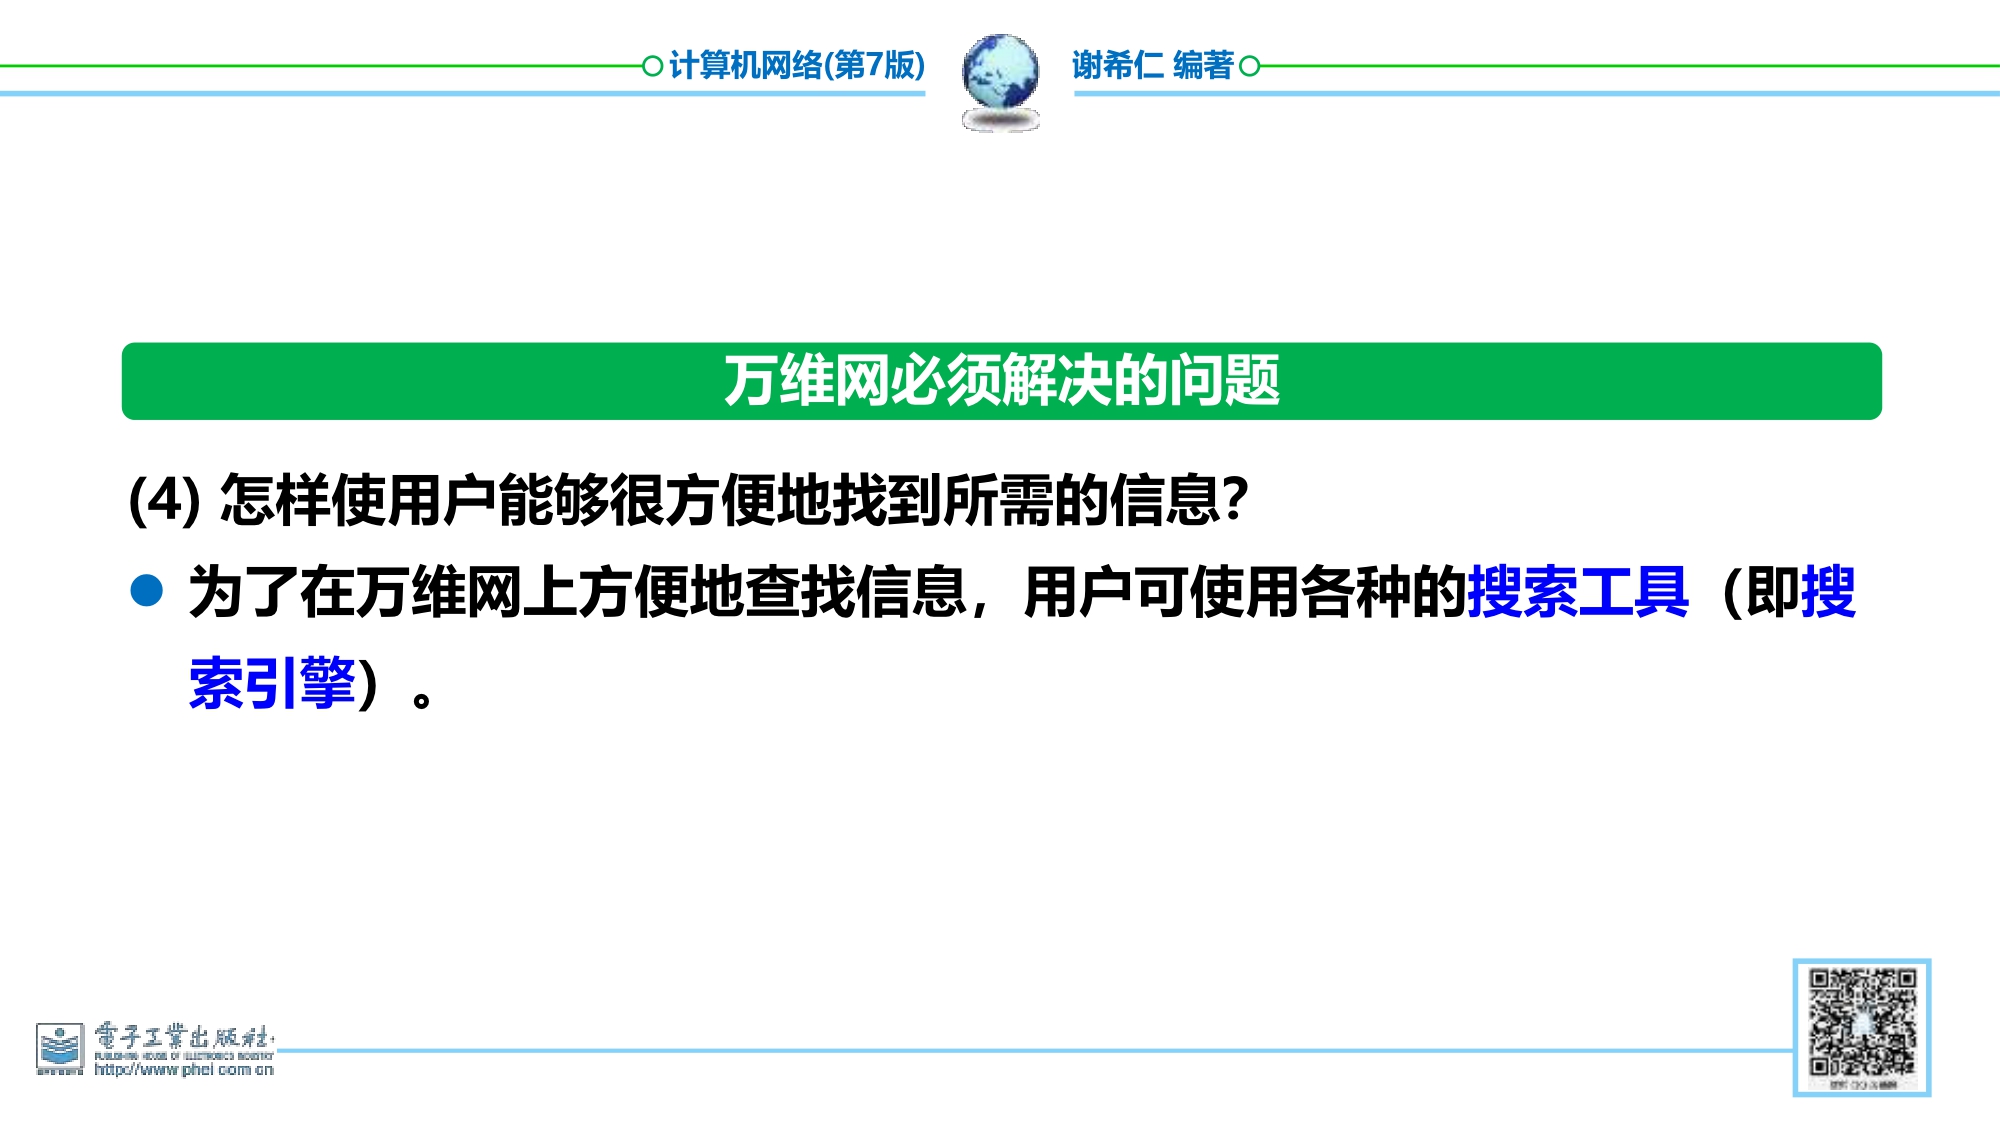 计算机网络(第7版)
谢希仁 编著
万维网必须解决的问题
(4) 怎样使用户能够很方便地找到所需的信息？
为了在万维网上方便地查找信息，用户可使用各种的搜索工具（即搜
索引擎）。
電子工業出版社
PUBLISHING HOUSE OF ELECTRONICS INDUSTRY
http://www.phei.com.cn